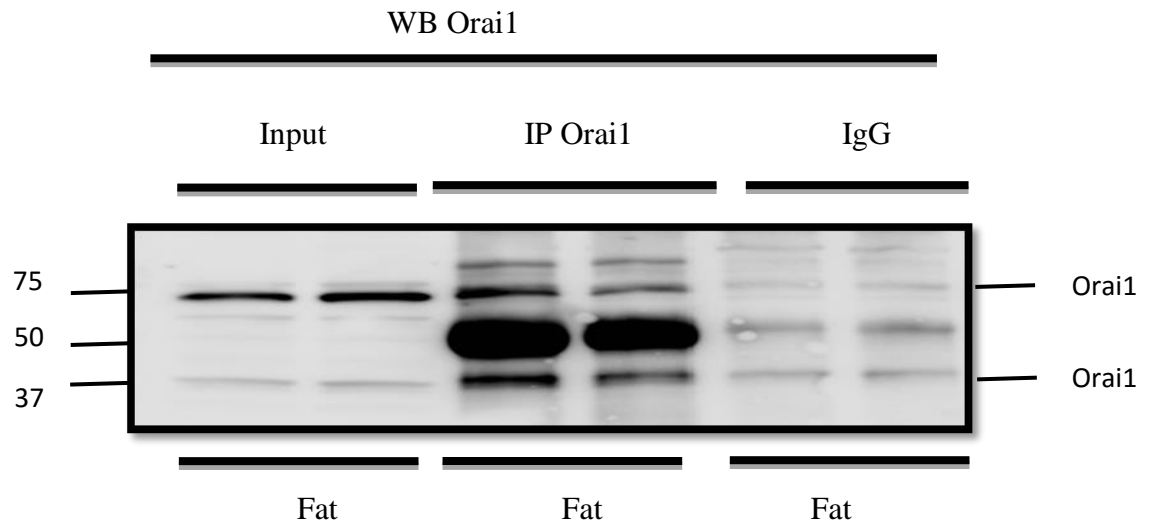 WB Orai1
Input IP Orai1 IgG
75 Orai1
50
37 Orai1
Fat Fat Fat